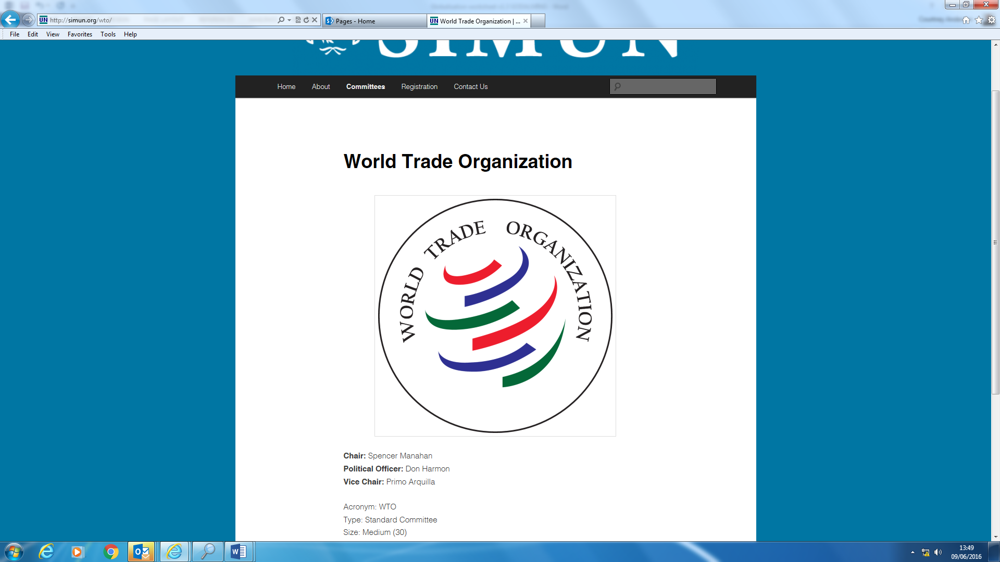 http://simun.org/wto/
Pages - Home
World Trade Organization | ...
File Edit View Favorites Tools Help
SIMUN
Home About Committees Registration Contact Us
World Trade Organization
WORLD TRADE ORGANIZATION
Chair: Spencer Manahan
Political Officer: Don Harmon
Vice Chair: Primo Arquilla
Acronym: WTO
Type: Standard Committee
Size: Medium (30)
13:49
09/06/2016